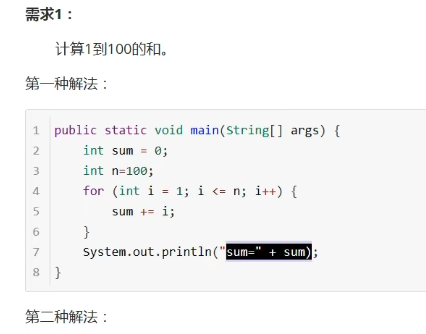 需求1：
计算1到100的和。
第一种解法：
1 public static void main(String[] args) {
2     int sum = 0;
3     int n=100;
4     for (int i = 1; i <= n; i++) {
5         sum += i;
6     }
7     System.out.println("sum=" + sum);
8 }
第二种解法：